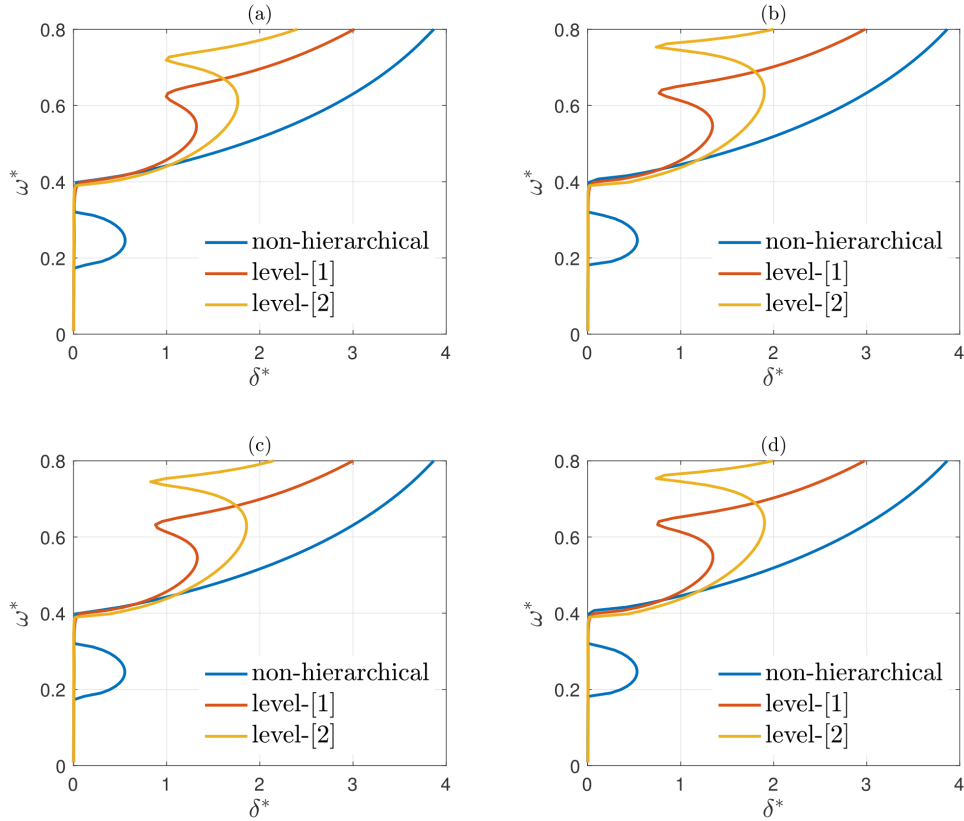 (a)
0.8
0.6
0.4
0.2
0
ω*
non-hierarchical
level-[1]
level-[2]
0 1 2 3 4
δ*
(b)
0.8
0.6
0.4
0.2
0
ω*
non-hierarchical
level-[1]
level-[2]
0 1 2 3 4
δ*
(c)
0.8
0.6
0.4
0.2
0
ω*
non-hierarchical
level-[1]
level-[2]
0 1 2 3 4
δ*
(d)
0.8
0.6
0.4
0.2
0
ω*
non-hierarchical
level-[1]
level-[2]
0 1 2 3 4
δ*